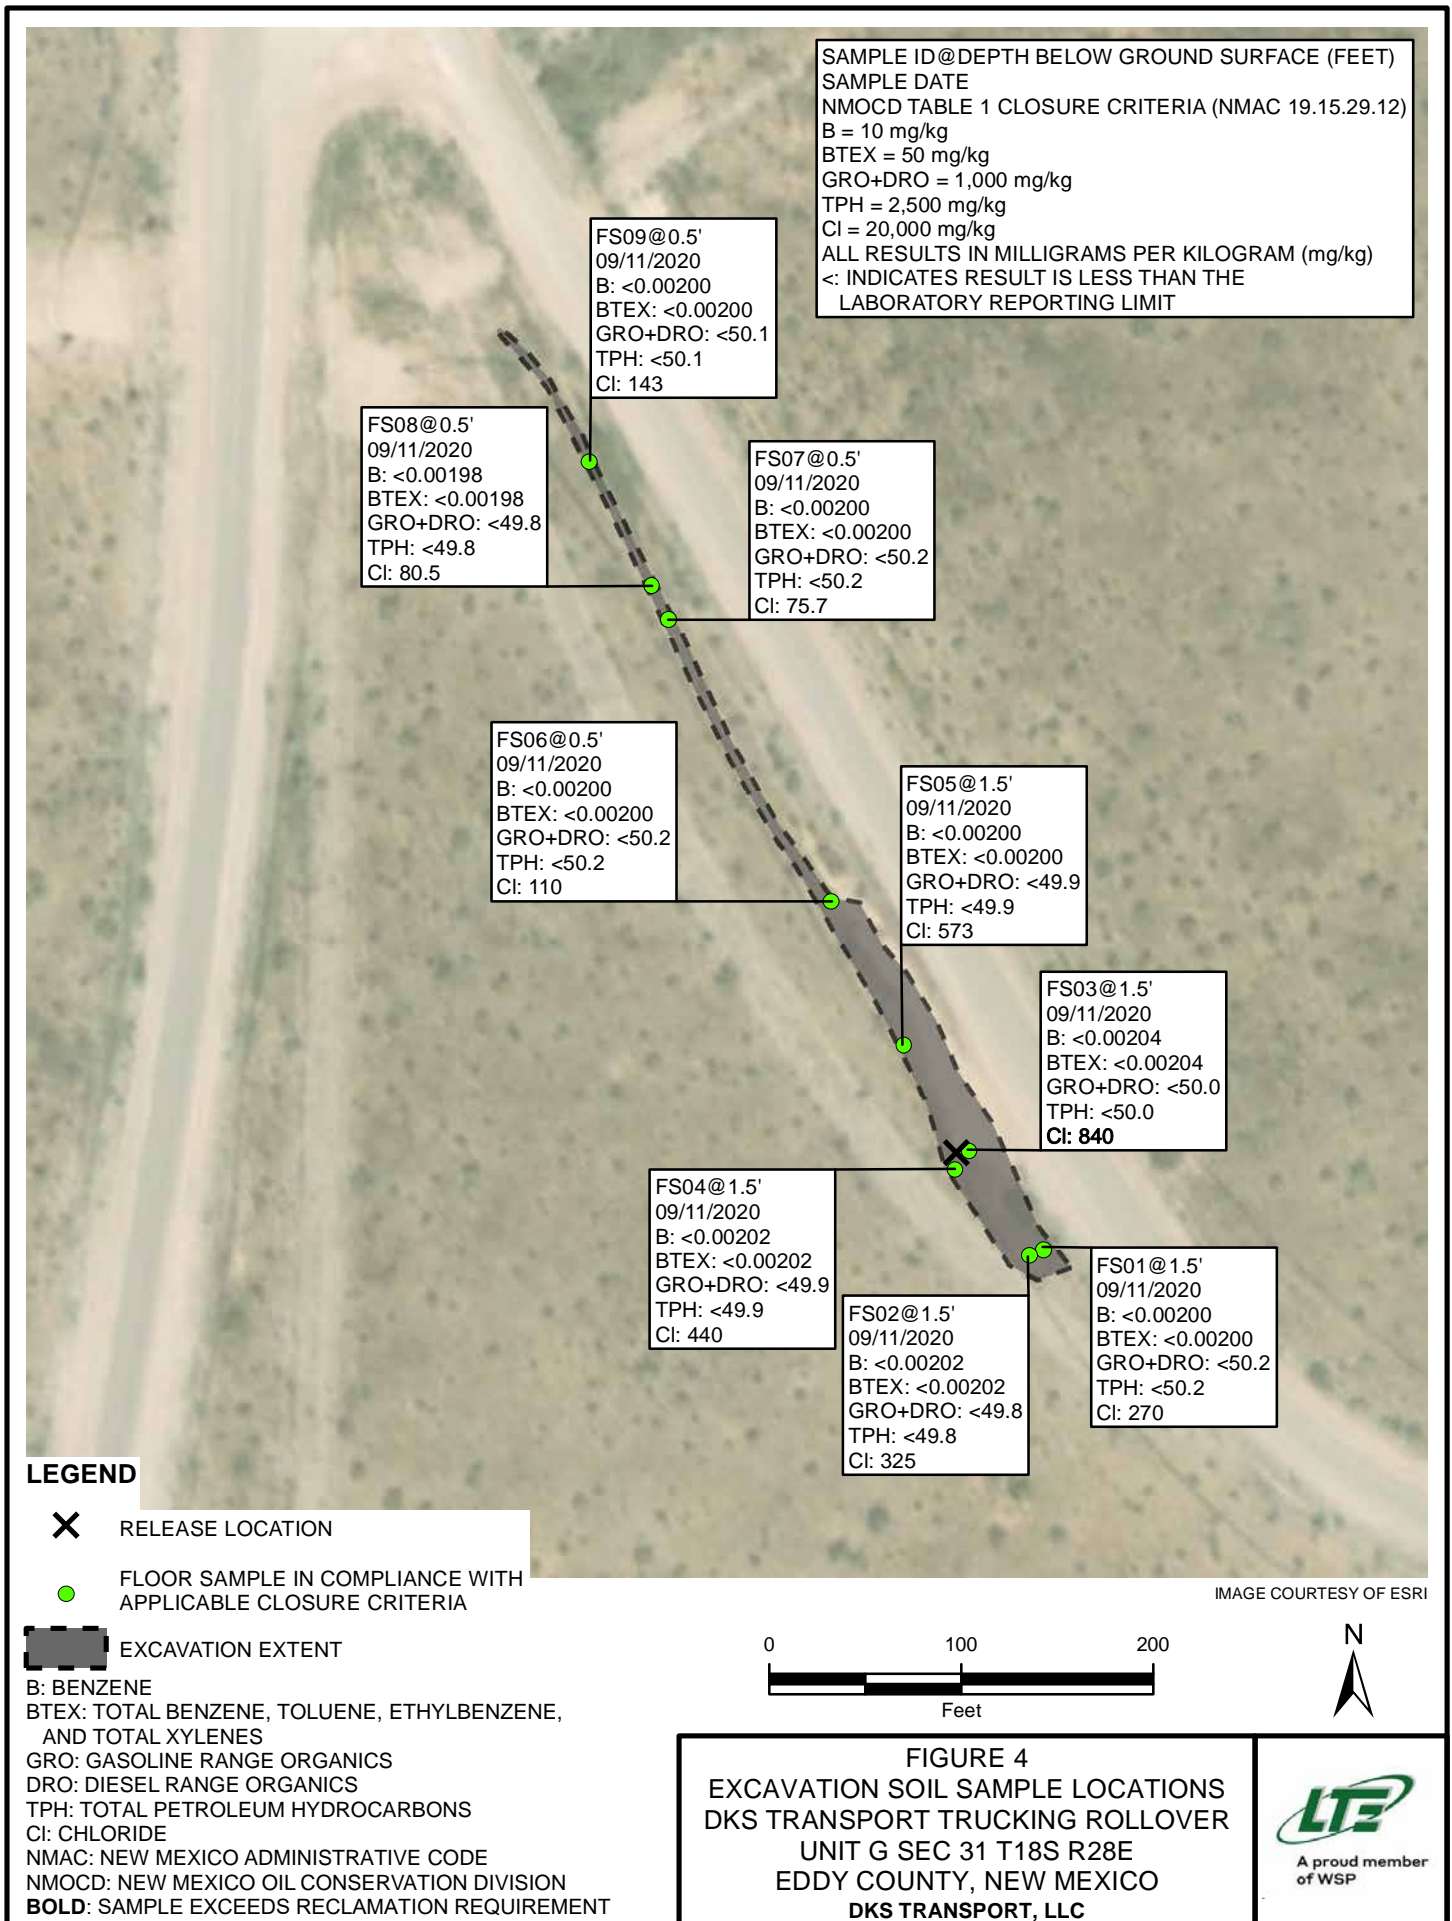 SAMPLE ID@DEPTH BELOW GROUND SURFACE (FEET)
SAMPLE DATE
NMOCD TABLE 1 CLOSURE CRITERIA (NMAC 19.15.29.12)
B = 10 mg/kg
BTEX = 50 mg/kg
GRO+DRO = 1,000 mg/kg
TPH = 2,500 mg/kg
Cl = 20,000 mg/kg
ALL RESULTS IN MILLIGRAMS PER KILOGRAM (mg/kg)
<: INDICATES RESULT IS LESS THAN THE
LABORATORY REPORTING LIMIT
FS09@0.5'
09/11/2020
B: <0.00200
BTEX: <0.00200
GRO+DRO: <50.1
TPH: <50.1
Cl: 143
FS08@0.5'
09/11/2020
B: <0.00198
BTEX: <0.00198
GRO+DRO: <49.8
TPH: <49.8
Cl: 80.5
FS07@0.5'
09/11/2020
B: <0.00200
BTEX: <0.00200
GRO+DRO: <50.2
TPH: <50.2
Cl: 75.7
FS06@0.5'
09/11/2020
B: <0.00200
BTEX: <0.00200
GRO+DRO: <50.2
TPH: <50.2
Cl: 110
FS05@1.5'
09/11/2020
B: <0.00200
BTEX: <0.00200
GRO+DRO: <49.9
TPH: <49.9
Cl: 573
FS03@1.5'
09/11/2020
B: <0.00204
BTEX: <0.00204
GRO+DRO: <50.0
TPH: <50.0
Cl: 840
FS04@1.5'
09/11/2020
B: <0.00202
BTEX: <0.00202
GRO+DRO: <49.9
TPH: <49.9
Cl: 440
FS02@1.5'
09/11/2020
B: <0.00202
BTEX: <0.00202
GRO+DRO: <49.8
TPH: <49.8
Cl: 325
FS01@1.5'
09/11/2020
B: <0.00200
BTEX: <0.00200
GRO+DRO: <50.2
TPH: <50.2
Cl: 270
LEGEND
RELEASE LOCATION
FLOOR SAMPLE IN COMPLIANCE WITH
APPLICABLE CLOSURE CRITERIA
EXCAVATION EXTENT
B: BENZENE
BTEX: TOTAL BENZENE, TOLUENE, ETHYLBENZENE,
AND TOTAL XYLENES
GRO: GASOLINE RANGE ORGANICS
DRO: DIESEL RANGE ORGANICS
TPH: TOTAL PETROLEUM HYDROCARBONS
Cl: CHLORIDE
NMAC: NEW MEXICO ADMINISTRATIVE CODE
NMOCD: NEW MEXICO OIL CONSERVATION DIVISION
BOLD: SAMPLE EXCEEDS RECLAMATION REQUIREMENT
IMAGE COURTESY OF ESRI
0 100 200
Feet
N
FIGURE 4
EXCAVATION SOIL SAMPLE LOCATIONS
DKS TRANSPORT TRUCKING ROLLOVER
UNIT G SEC 31 T18S R28E
EDDY COUNTY, NEW MEXICO
DKS TRANSPORT, LLC
LTE
A proud member
of WSP